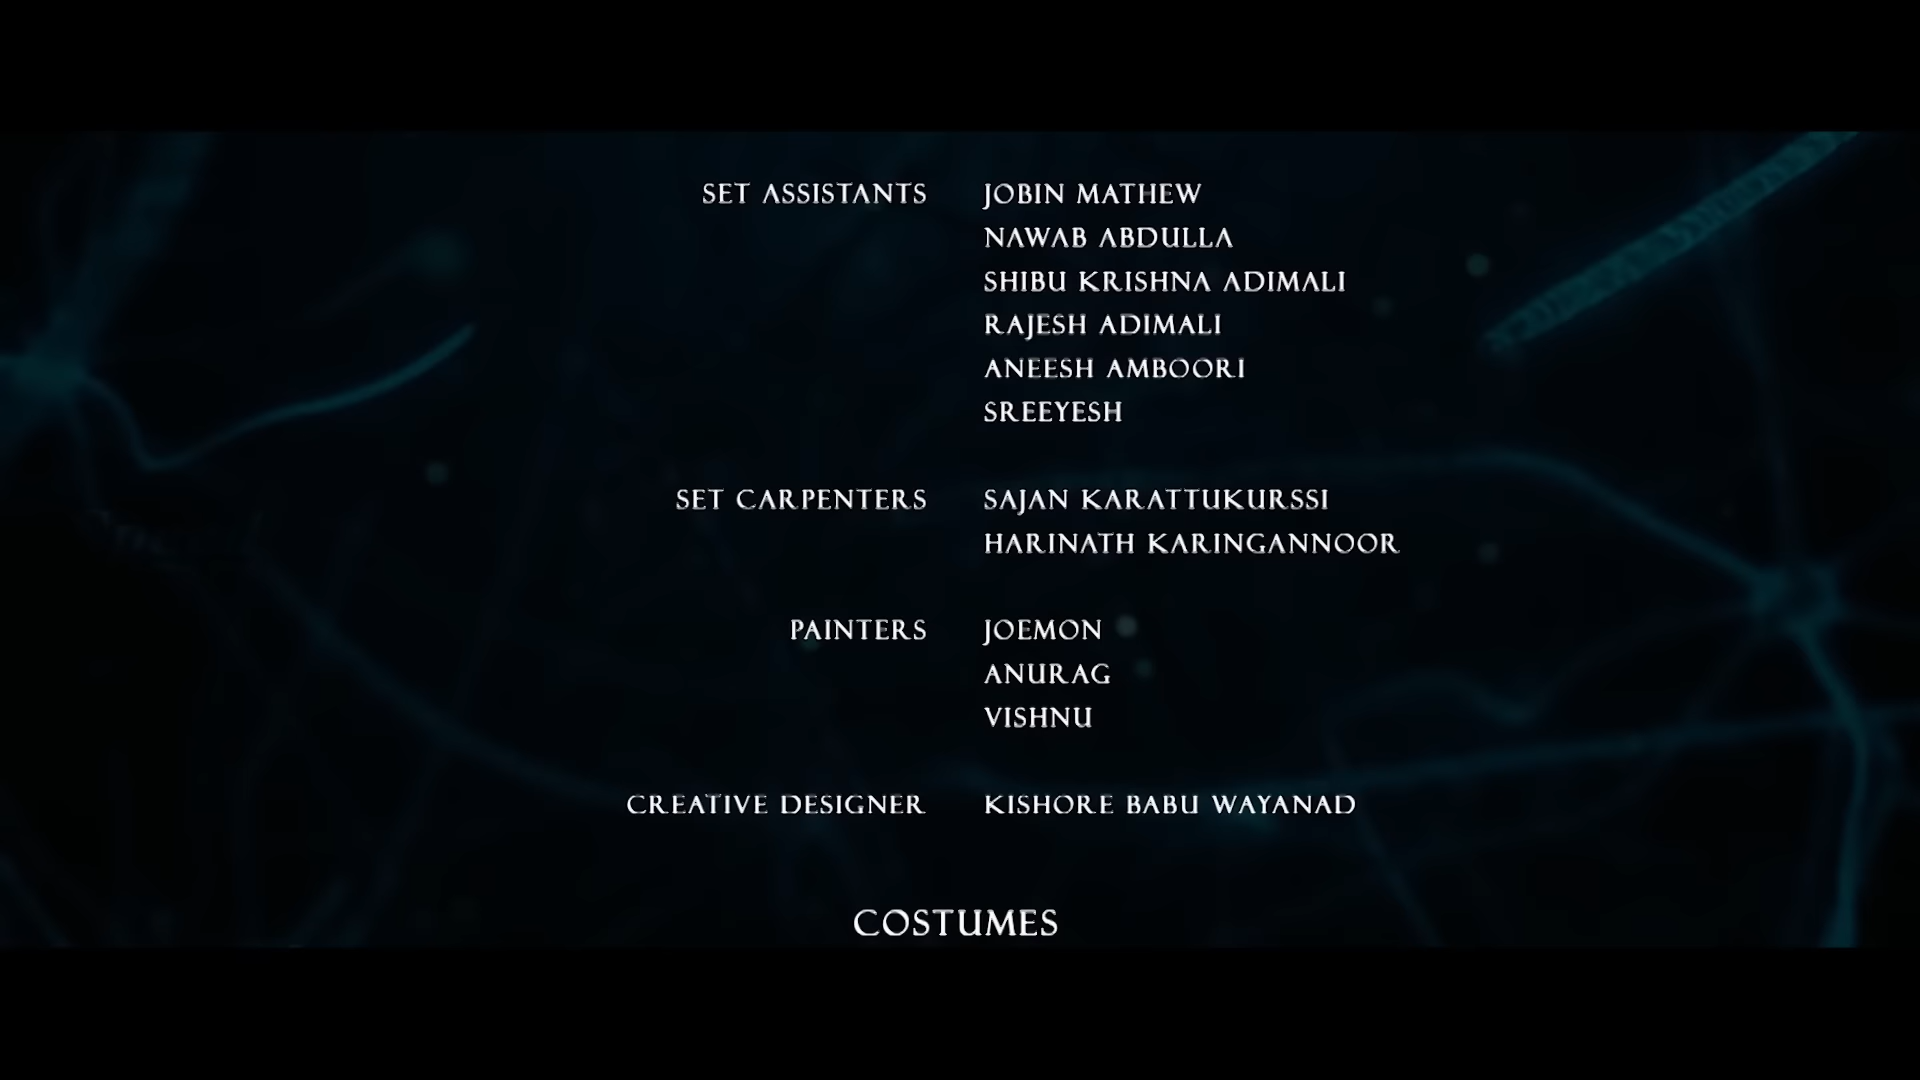 SET ASSISTANTS JOBIN MATHEW
NAWAB ABDULLA
SHIBU KRISHNA ADIMALI
RAJESH ADIMALI
ANEESH AMBOORI
SREEYESH
SET CARPENTERS SAJAN KARATTUKURSSI
HARINATH KARINGANNOOR
PAINTERS JOEMON
ANURAG
VISHNU
CREATIVE DESIGNER KISHORE BABU WAYANAD
COSTUMES